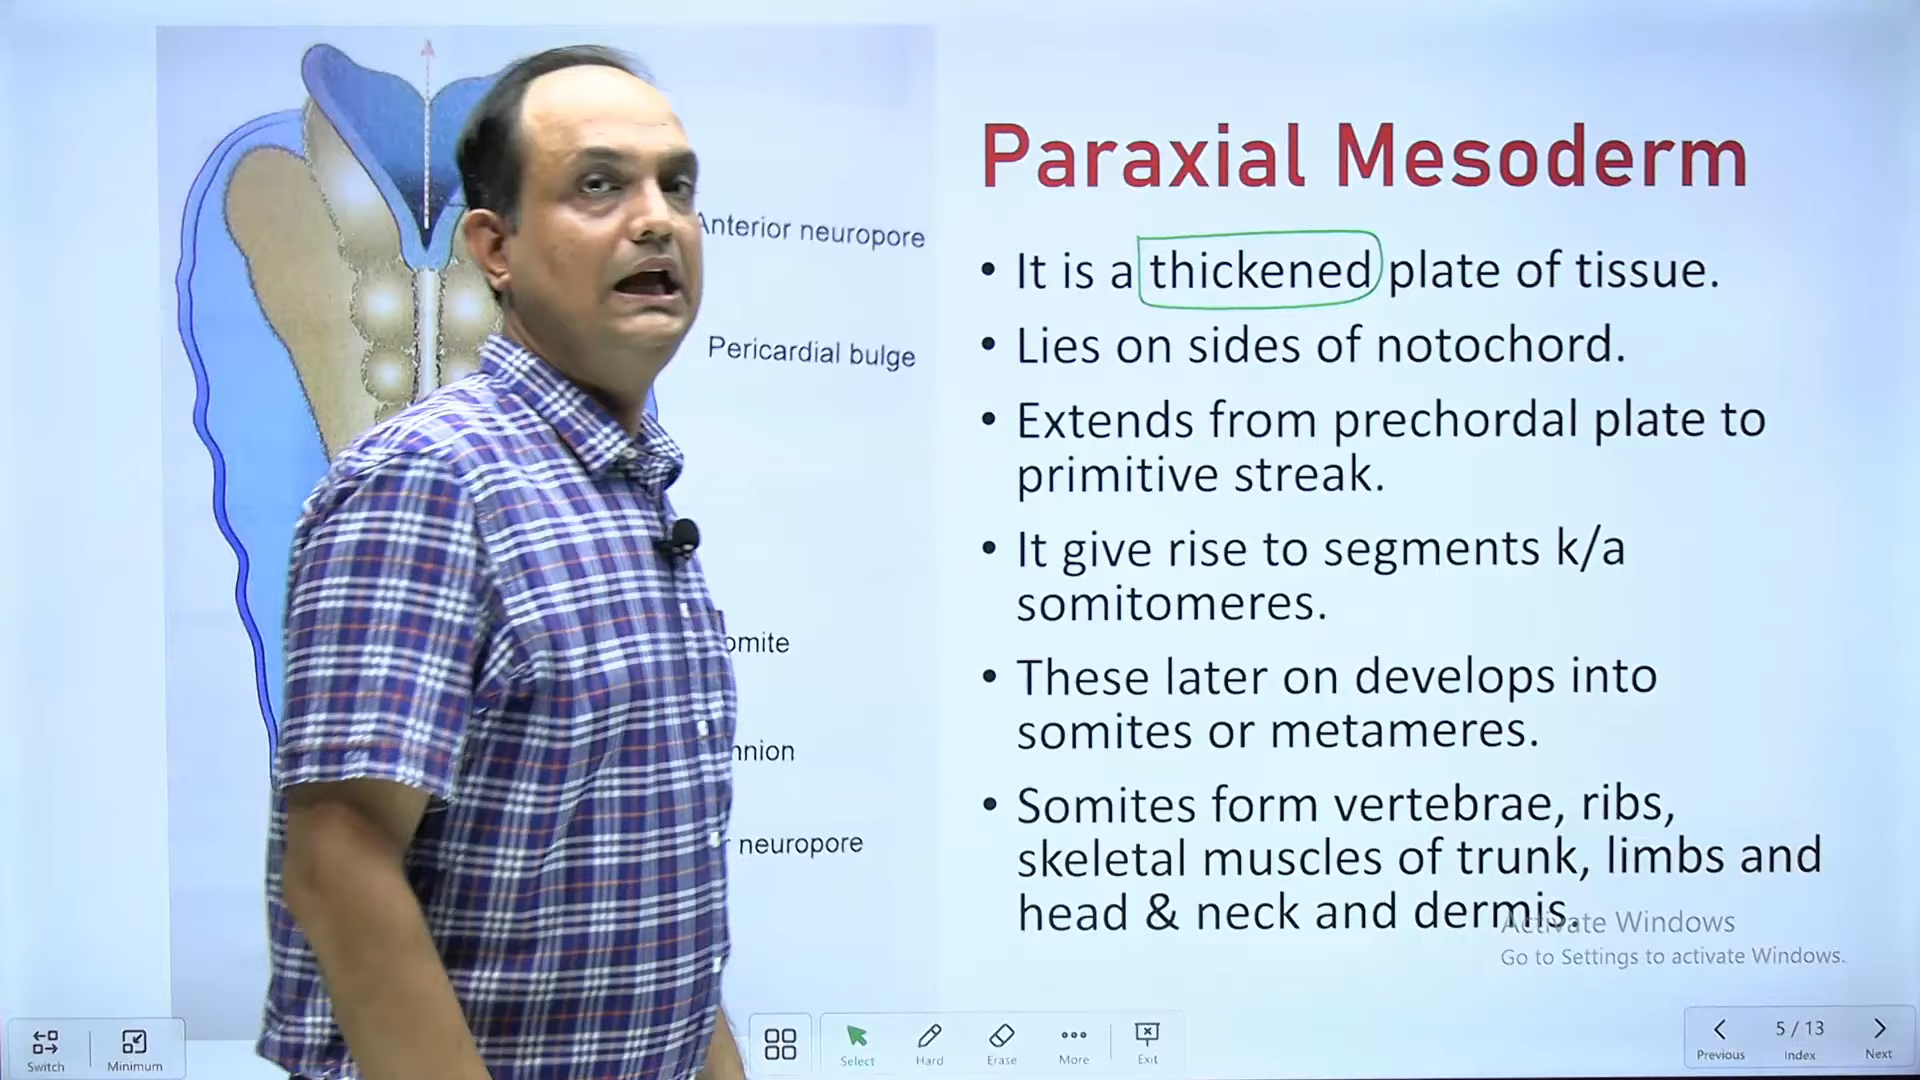 Paraxial Mesoderm
• It is a thickened plate of tissue.
• Lies on sides of notochord.
• Extends from prechordal plate to
primitive streak.
• It give rise to segments k/a
somitomeres.
• These later on develops into
somites or metameres.
• Somites form vertebrae, ribs,
skeletal muscles of trunk, limbs and
head & neck and dermis.
Anterior neuropore
Pericardial bulge
omite
nnion
r neuropore
Activate Windows
Go to Settings to activate Windows.
Switch
Minimum
Select
Hard
Erase
More
Exit
Previous
5 / 13
Index
Next